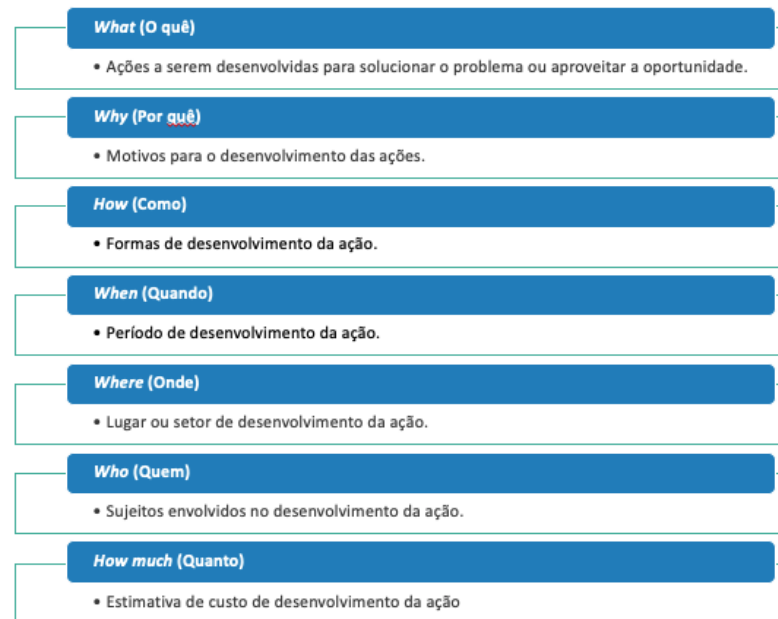 What (O quê)
• Ações a serem desenvolvidas para solucionar o problema ou aproveitar a oportunidade.
Why (Por quê)
• Motivos para o desenvolvimento das ações.
How (Como)
• Formas de desenvolvimento da ação.
When (Quando)
• Período de desenvolvimento da ação.
Where (Onde)
• Lugar ou setor de desenvolvimento da ação.
Who (Quem)
• Sujeitos envolvidos no desenvolvimento da ação.
How much (Quanto)
• Estimativa de custo de desenvolvimento da ação